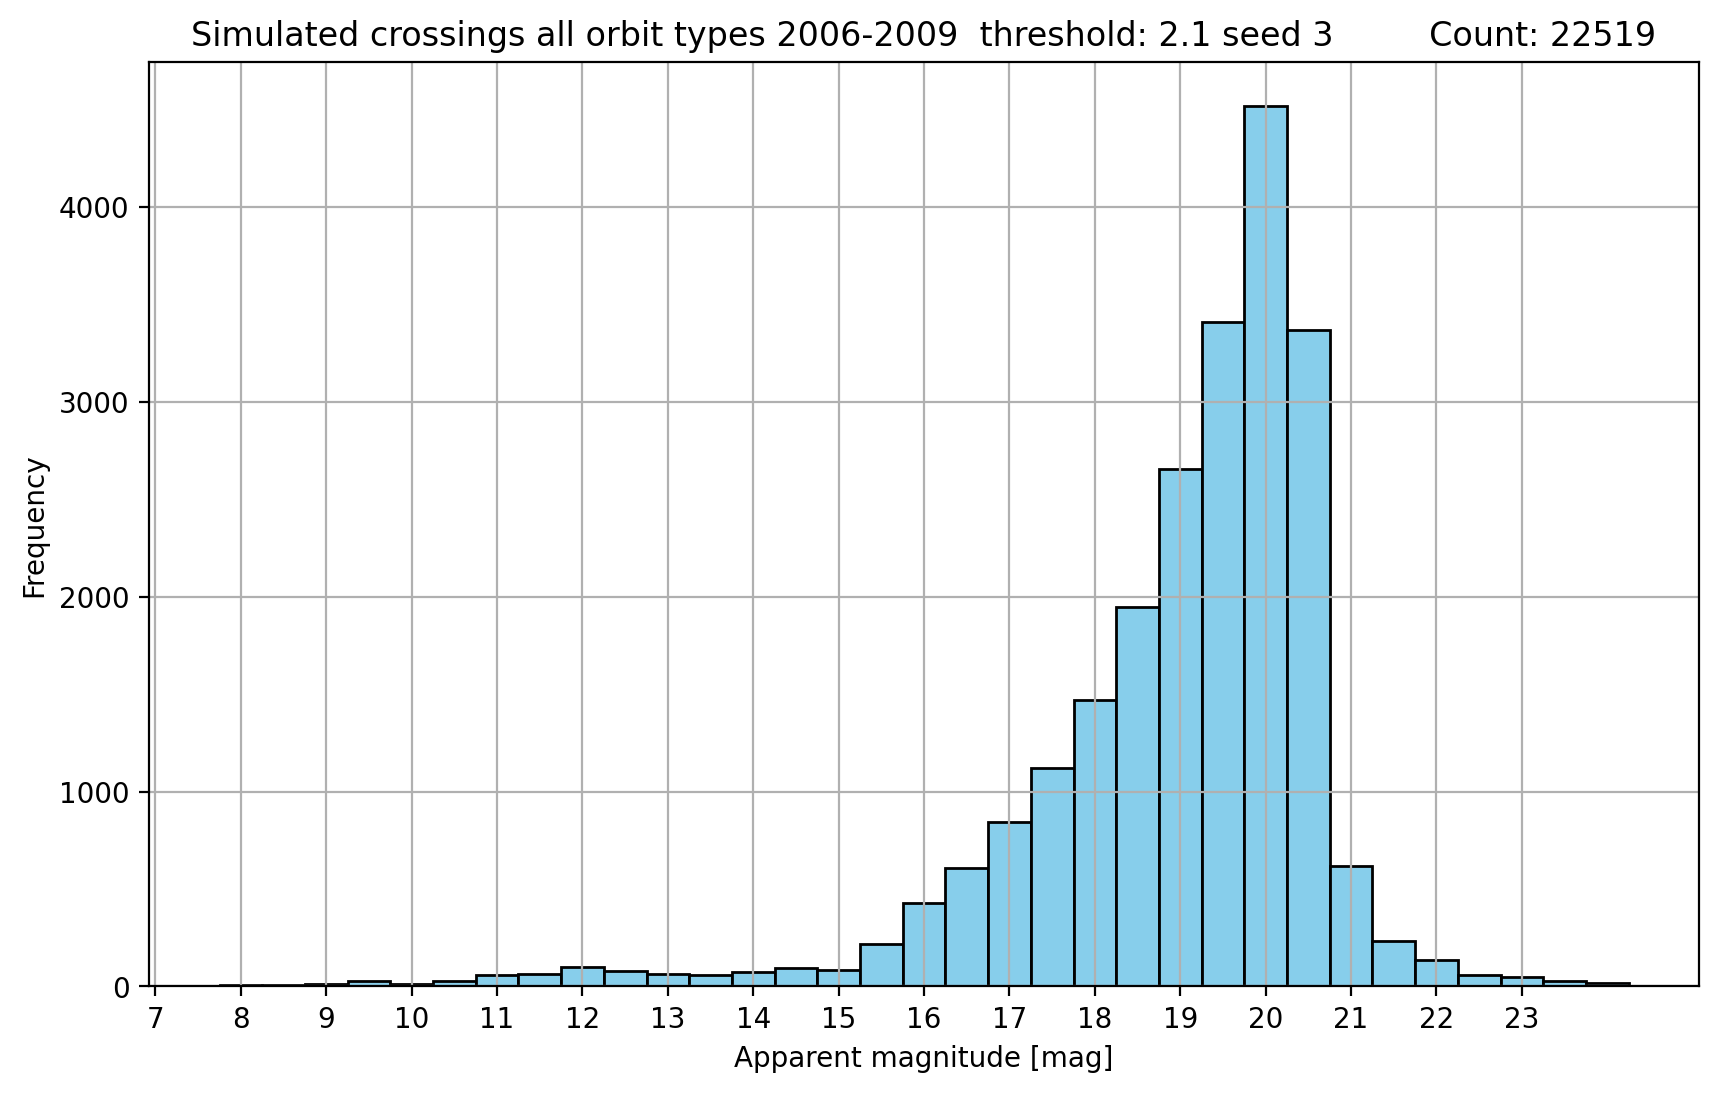 Simulated crossings all orbit types 2006-2009  threshold: 2.1 seed 3          Count: 22519
Frequency
4000
3000
2000
1000
0
7 8 9 10 11 12 13 14 15 16 17 18 19 20 21 22 23
Apparent magnitude [mag]